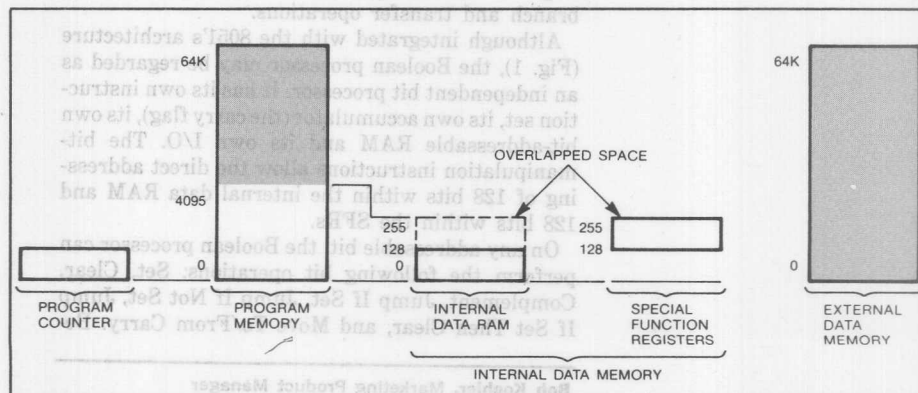 branch and transfer operations.
Although integrated with the 8051's architecture
(Fig. 1), the Boolean processor may be regarded as
an independent bit processor. It has its own instruc-
tion set, its own accumulator (the carry flag), its own
bit-addressable RAM and its own I/O. The bit-
manipulation instructions allow the direct address-
ing of 128 bits within the internal data RAM and
128 bits within the SFRs.
On any addressable bit, the Boolean processor can
perform the following bit operations: Set, Clear,
Complement, Jump If Set, Jump If Not Set, Jump
If Set Then Clear, and Move From Carry. The
Bob Koehler, Marketing Product Manager
64K
4095
0
PROGRAM
COUNTER
PROGRAM
MEMORY
OVERLAPPED SPACE
255
128
0
INTERNAL
DATA RAM
255
128
SPECIAL
FUNCTION
REGISTERS
INTERNAL DATA MEMORY
64K
0
EXTERNAL
DATA
MEMORY